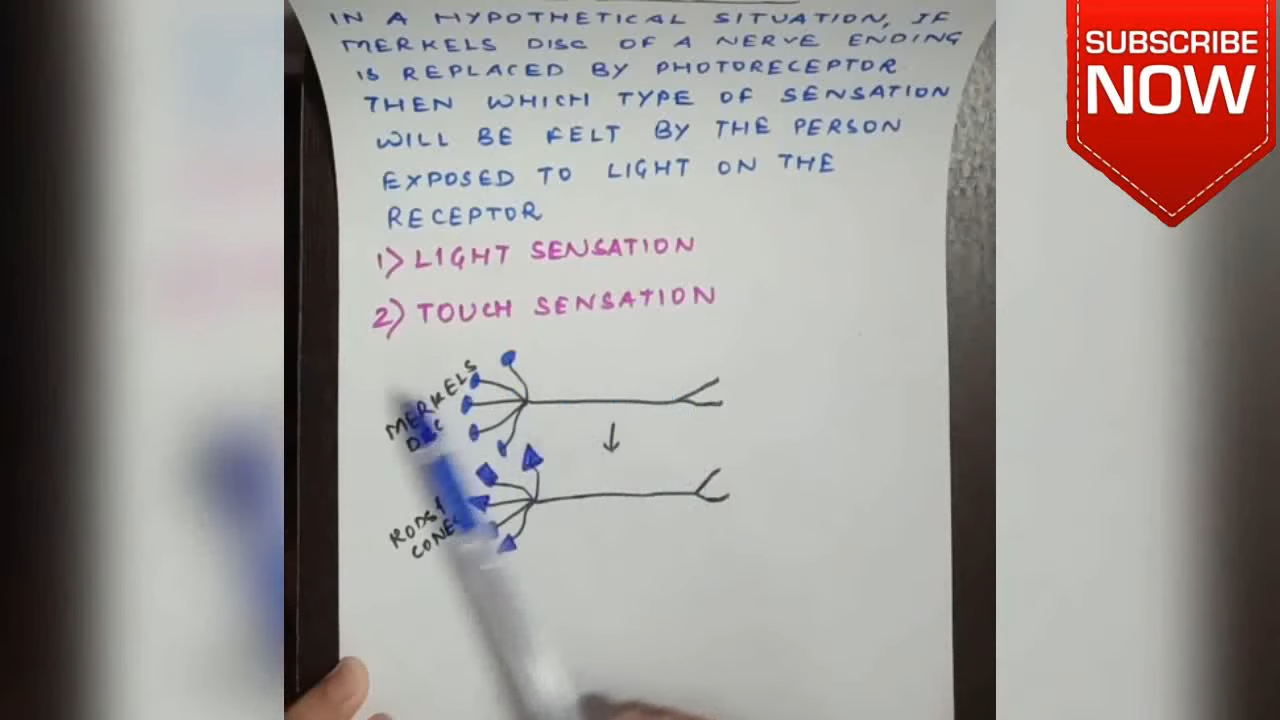 IN A HYPOTHETICAL SITUATION, IF
MERKELS DISC OF A NERVE ENDING
IS REPLACED BY PHOTORECEPTOR
THEN WHICH TYPE OF SENSATION
WILL BE FELT BY THE PERSON
EXPOSED TO LIGHT ON THE
RECEPTOR
1) LIGHT SENSATION
2) TOUCH SENSATION
MERKELS
RODS
SUBSCRIBE
NOW